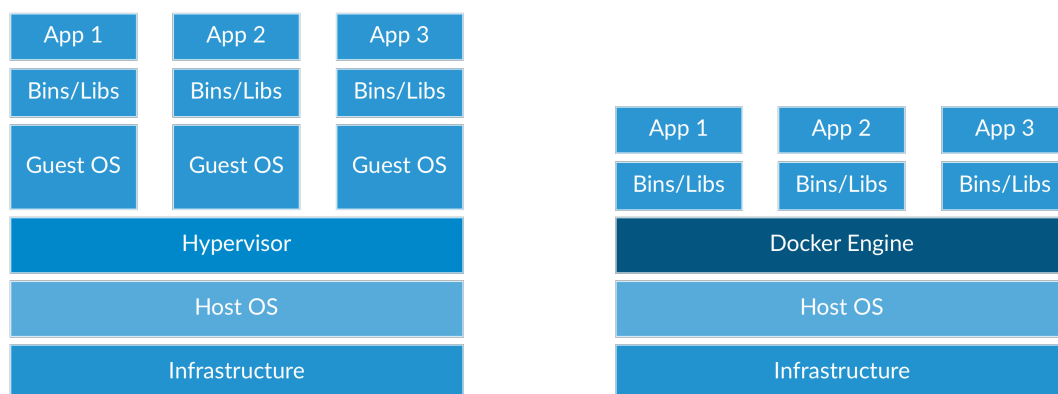 App 1
App 2
App 3
Bins/Libs
Bins/Libs
Bins/Libs
Guest OS
Guest OS
Guest OS
Hypervisor
Host OS
Infrastructure
App 1
App 2
App 3
Bins/Libs
Bins/Libs
Bins/Libs
Docker Engine
Host OS
Infrastructure